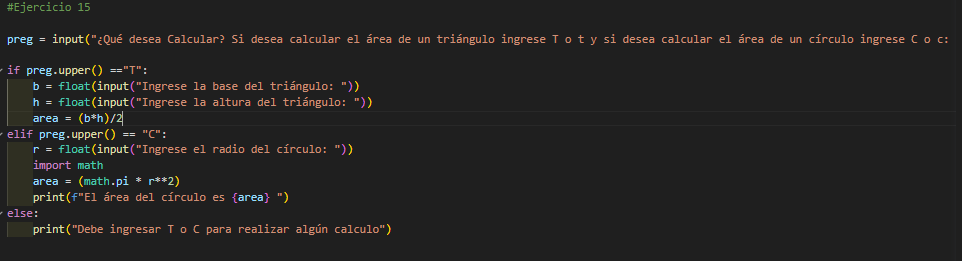 #Ejercicio 15
preg = input("¿Qué desea Calcular? Si desea calcular el área de un triángulo ingrese T o t y si desea calcular el área de un círculo ingrese C o c:
if preg.upper() =="T":
    b = float(input("Ingrese la base del triángulo: "))
    h = float(input("Ingrese la altura del triángulo: "))
    area = (b*h)/2
elif preg.upper() == "C":
    r = float(input("Ingrese el radio del círculo: "))
    import math
    area = (math.pi * r**2)
    print(f"El área del círculo es {area} ")
else:
    print("Debe ingresar T o C para realizar algún calculo")